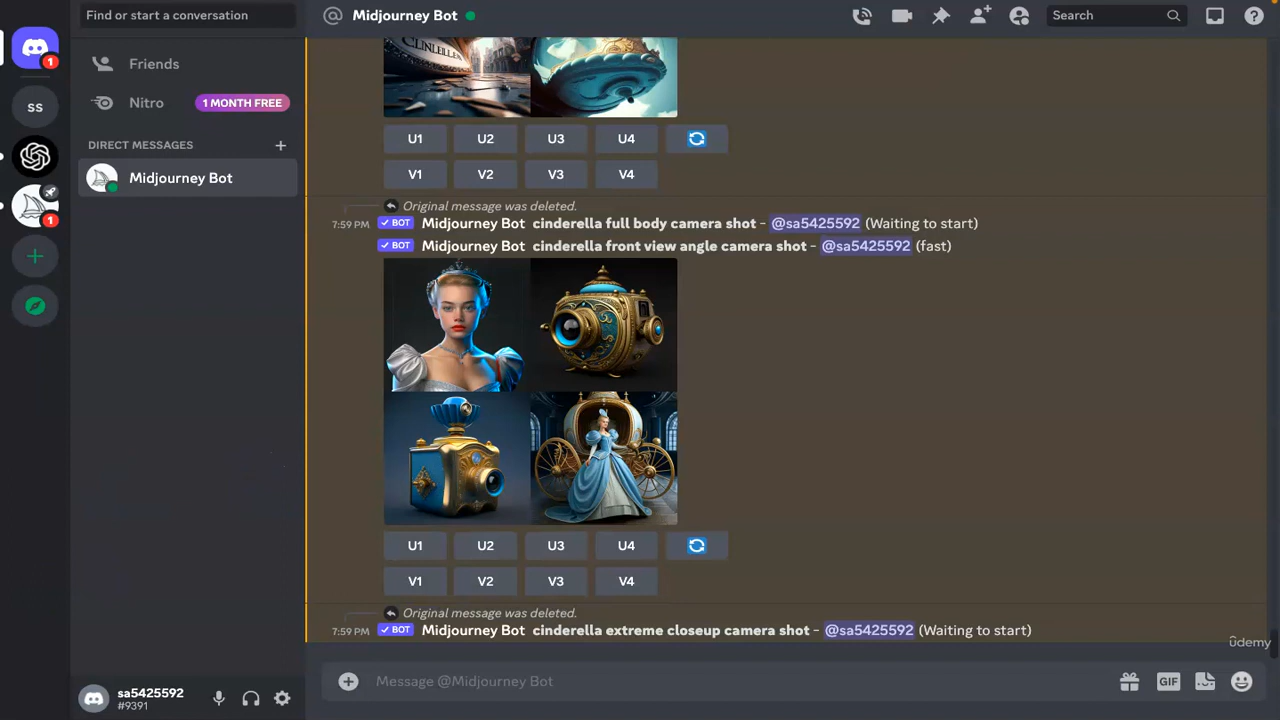 Find or start a conversation
Midjourney Bot
Search
1
Friends
Nitro
1 MONTH FREE
SS
DIRECT MESSAGES
Midjourney Bot
1
U1 U2 U3 U4
V1 V2 V3 V4
Original message was deleted.
7:59 PM BOT Midjourney Bot cinderella full body camera shot - @sa5425592 (Waiting to start)
BOT Midjourney Bot cinderella front view angle camera shot - @sa5425592 (fast)
U1 U2 U3 U4
V1 V2 V3 V4
Original message was deleted.
7:59 PM BOT Midjourney Bot cinderella extreme closeup camera shot - @sa5425592 (Waiting to start)
ûdemy
Message @Midjourney Bot
GIF
sa5425592
#9391